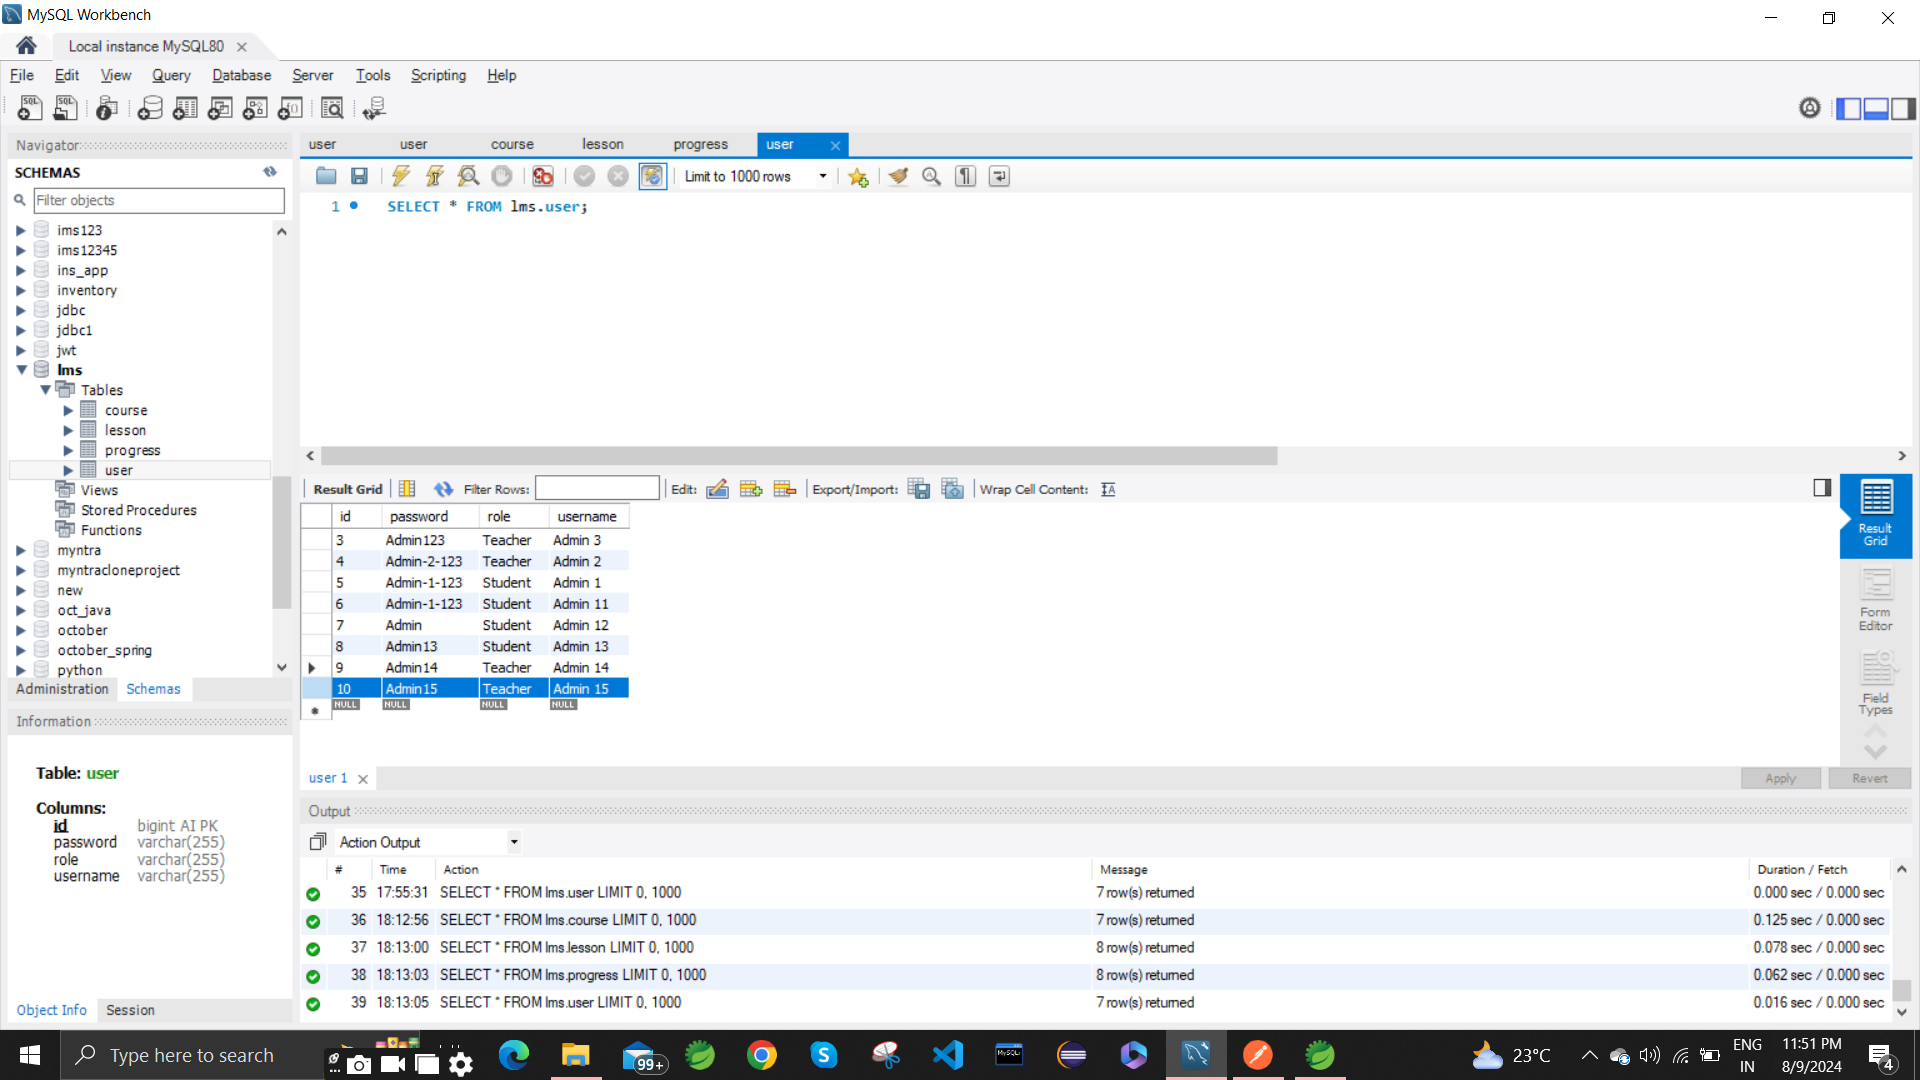 MySQL Workbench
Local instance MySQL80
File Edit View Query Database Server Tools Scripting Help
Navigator
SCHEMAS
Filter objects
ims123
ims12345
ins_app
inventory
jdbc
jdbc1
jwt
lms
Tables
course
lesson
progress
user
Views
Stored Procedures
Functions
myntra
myntracloneproject
new
oct_java
october
october_spring
python
Administration Schemas
Information
Table: user
Columns:
id bigint AI PK
password varchar(255)
role varchar(255)
username varchar(255)
Object Info Session
user user course lesson progress user
Limit to 1000 rows
1 SELECT * FROM lms.user;
Result Grid Filter Rows: Edit: Export/Import: Wrap Cell Content:
id password role username
3 Admin123 Teacher Admin 3
4 Admin-2-123 Teacher Admin 2
5 Admin-1-123 Student Admin 1
6 Admin-1-123 Student Admin 11
7 Admin Student Admin 12
8 Admin13 Student Admin 13
9 Admin14 Teacher Admin 14
10 Admin15 Teacher Admin 15
NULL NULL NULL NULL
Result
Grid
Form
Editor
Field
Types
user 1 Apply Revert
Output
Action Output
# Time Action Message Duration / Fetch
35 17:55:31 SELECT * FROM lms.user LIMIT 0, 1000 7 row(s) returned 0.000 sec / 0.000 sec
36 18:12:56 SELECT * FROM lms.course LIMIT 0, 1000 7 row(s) returned 0.125 sec / 0.000 sec
37 18:13:00 SELECT * FROM lms.lesson LIMIT 0, 1000 8 row(s) returned 0.078 sec / 0.000 sec
38 18:13:03 SELECT * FROM lms.progress LIMIT 0, 1000 8 row(s) returned 0.062 sec / 0.000 sec
39 18:13:05 SELECT * FROM lms.user LIMIT 0, 1000 7 row(s) returned 0.016 sec / 0.000 sec
Type here to search
99+
23°C
ENG
IN
11:51 PM
8/9/2024
4